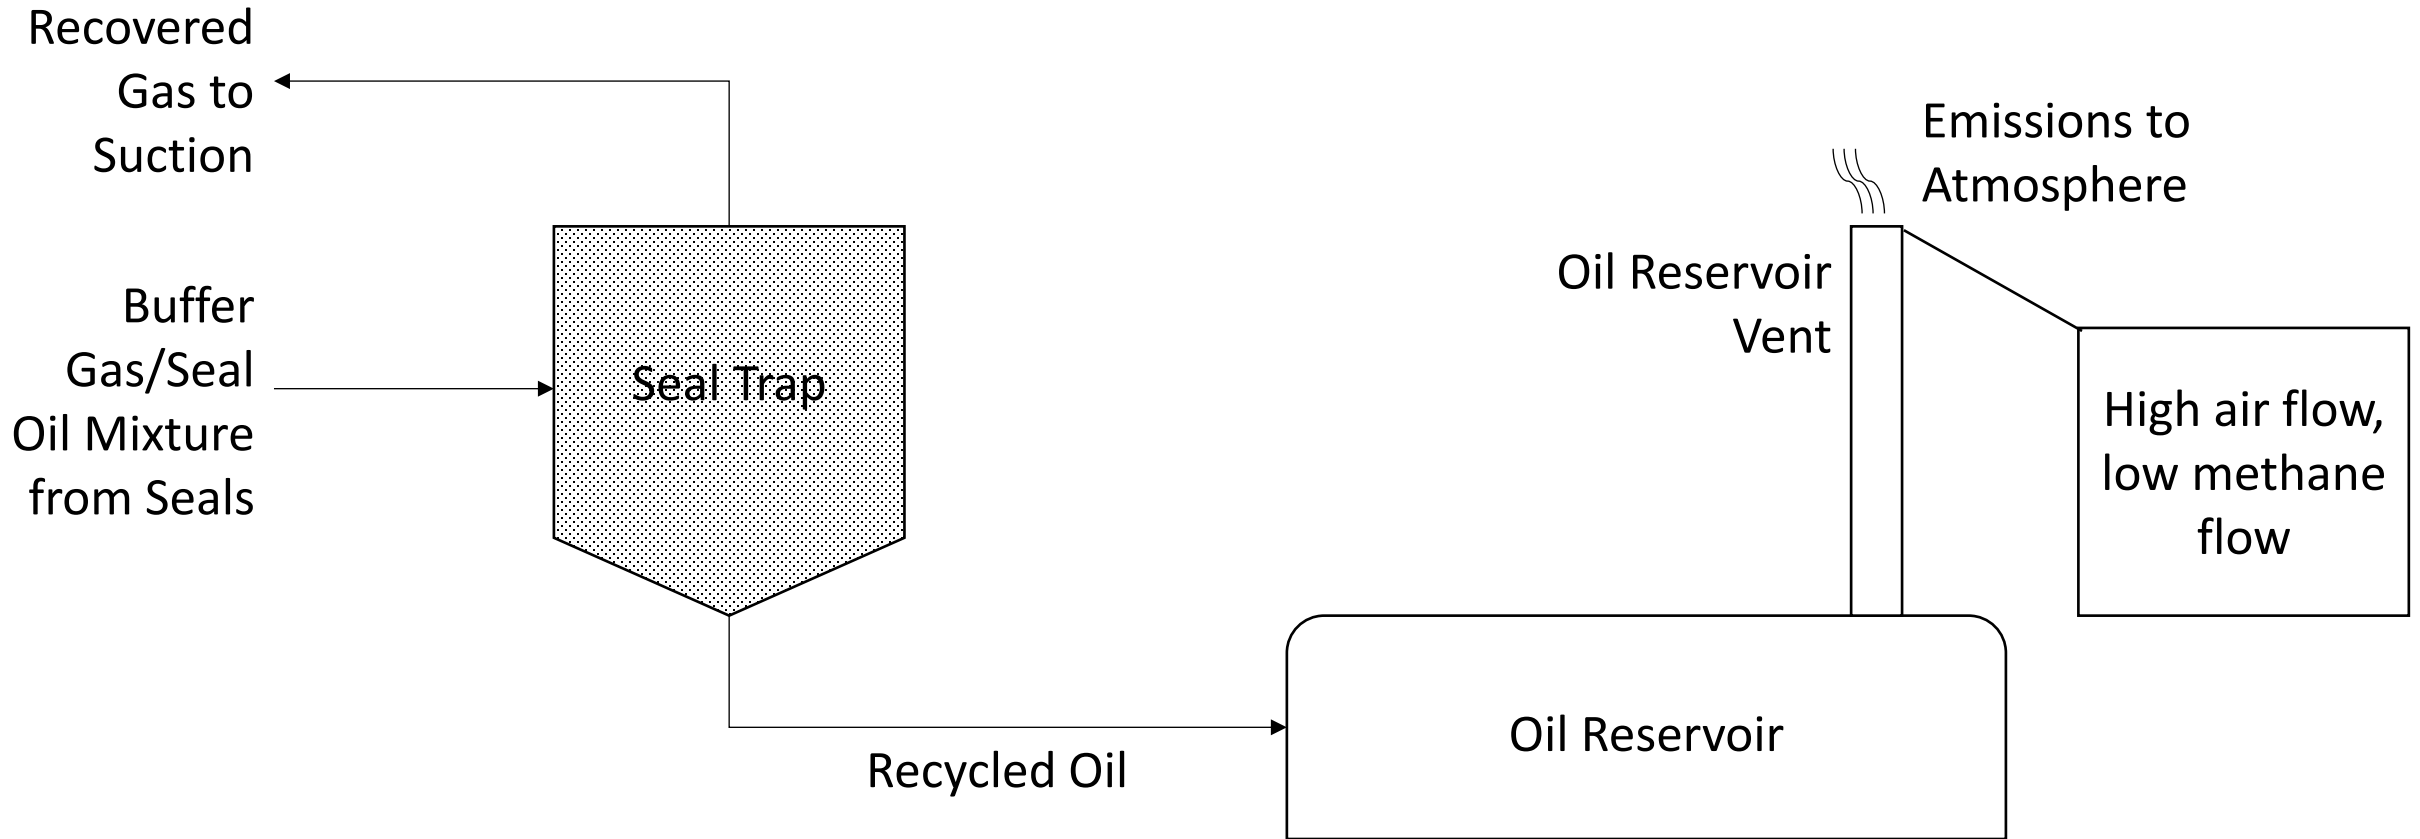 Recovered
Gas to
Suction
Buffer
Gas/Seal
Oil Mixture
from Seals
Seal Trap
Recycled Oil
Oil Reservoir
Oil Reservoir
Vent
Emissions to
Atmosphere
High air flow,
low methane
flow